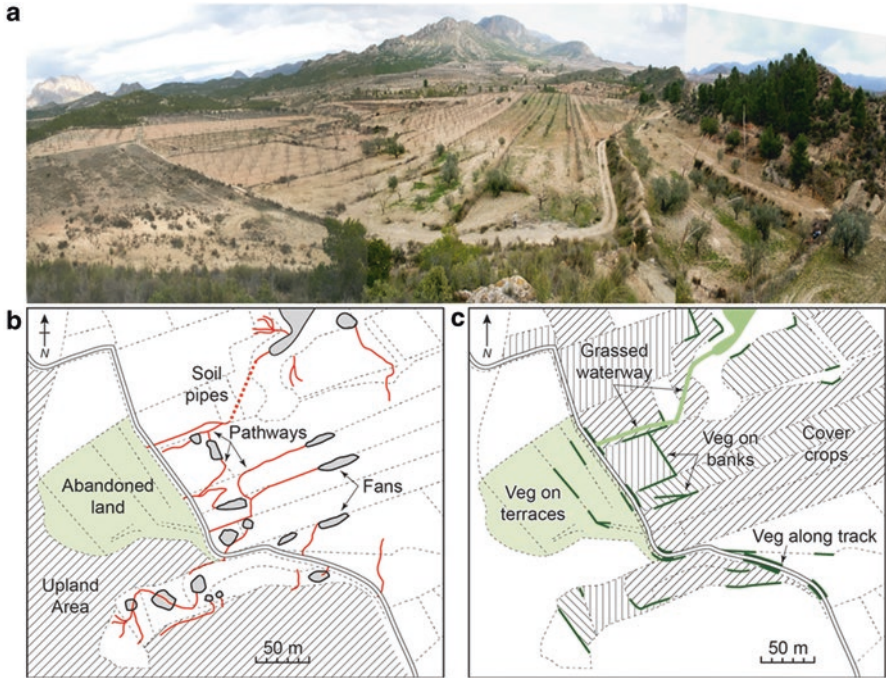 a
b
N
Soil
pipes
Pathways
Fans
Abandoned
land
Upland
Area
50 m
c
N
Grassed
waterway
Veg on
banks
Cover
crops
Veg on
terraces
Veg along track
50 m